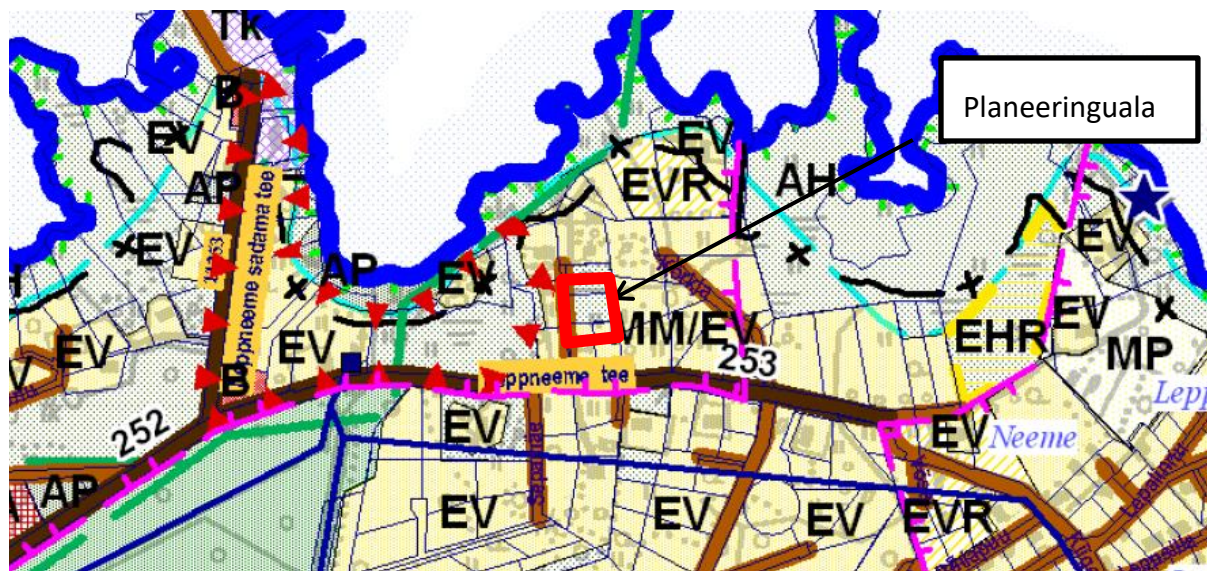 Tk
B
EV
AP
Leppneeme sadama tee
EV
EV
AP
EV
EV
EVR
EV
AH
Planeeringuala
MM/EV
253
EHR
EV
EV
MP
Leppneeme tee
252
AP
EV
EV
EV
EV
EV
EVR
Neeme
Lepp